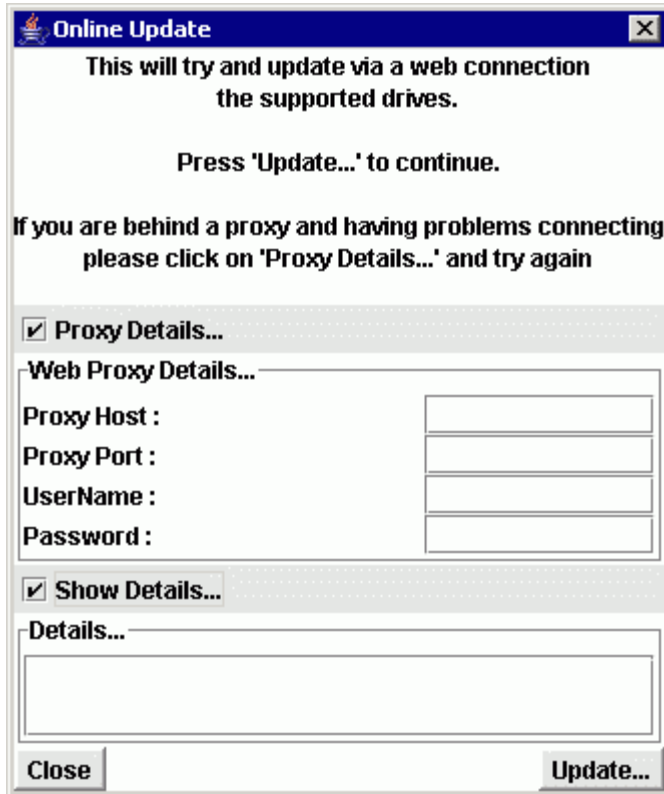 Online Update
This will try and update via a web connection
the supported drives.
Press 'Update...' to continue.
If you are behind a proxy and having problems connecting
please click on 'Proxy Details...' and try again
Proxy Details...
Web Proxy Details...
Proxy Host :
Proxy Port :
UserName :
Password :
Show Details...
Details...
Close
Update...